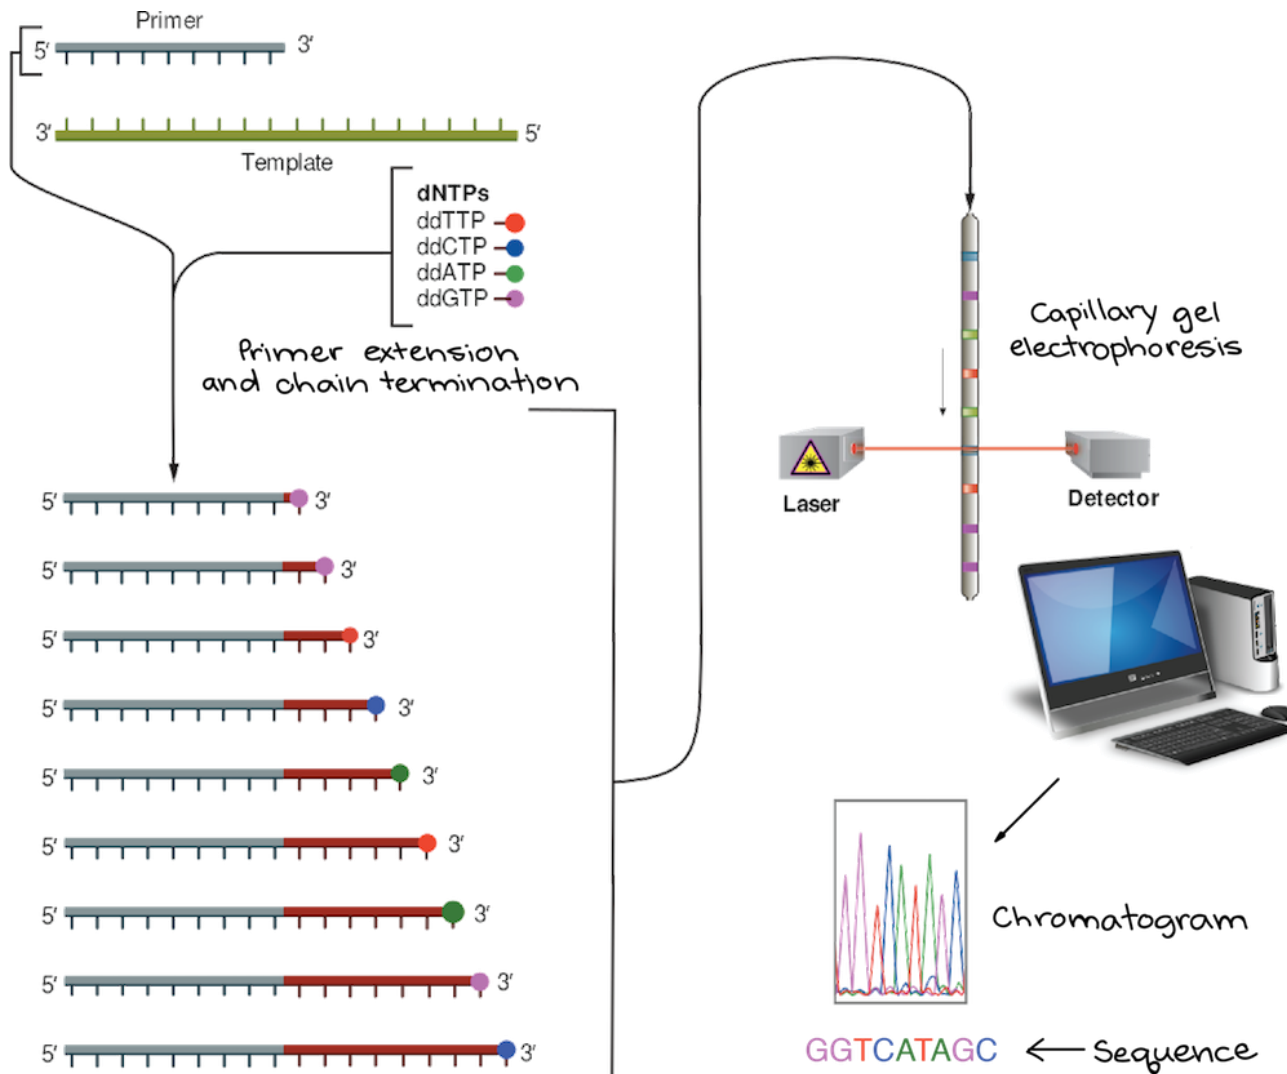 Primer
5′ 3′
3′ 5′
Template
dNTPs
ddTTP
ddCTP
ddATP
ddGTP
Primer extension
and chain termination
5′ 3′
5′ 3′
5′ 3′
5′ 3′
5′ 3′
5′ 3′
5′ 3′
5′ 3′
5′ 3′
Capillary gel
electrophoresis
Laser
Detector
Chromatogram
GGTCATAGC
Sequence